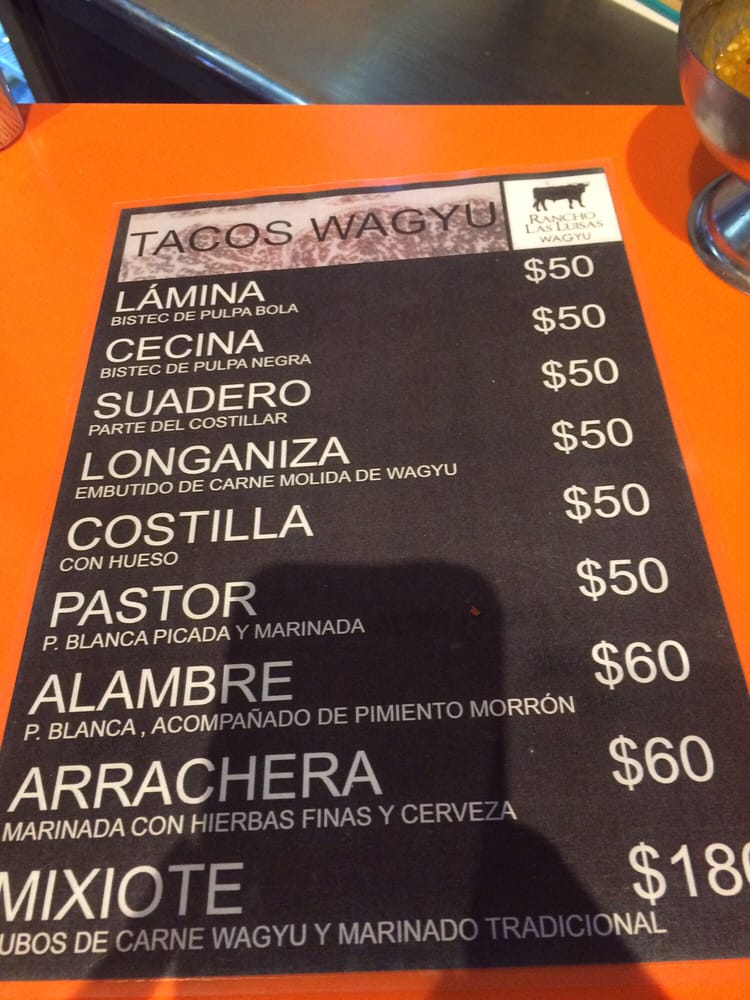 TACOS WAGYU
RANCHO
LAS LUISAS
WAGYU
LÁMINA $50
BISTEC DE PULPA BOLA
CECINA $50
BISTEC DE PULPA NEGRA
SUADERO $50
PARTE DEL COSTILLAR
LONGANIZA $50
EMBUTIDO DE CARNE MOLIDA DE WAGYU
COSTILLA $50
CON HUESO
PASTOR $50
P. BLANCA PICADA Y MARINADA
ALAMBRE $60
P. BLANCA , ACOMPAÑADO DE PIMIENTO MORRÓN
ARRACHERA $60
MARINADA CON HIERBAS FINAS Y CERVEZA
MIXIOTE $180
UBOS DE CARNE WAGYU Y MARINADO TRADICIONAL